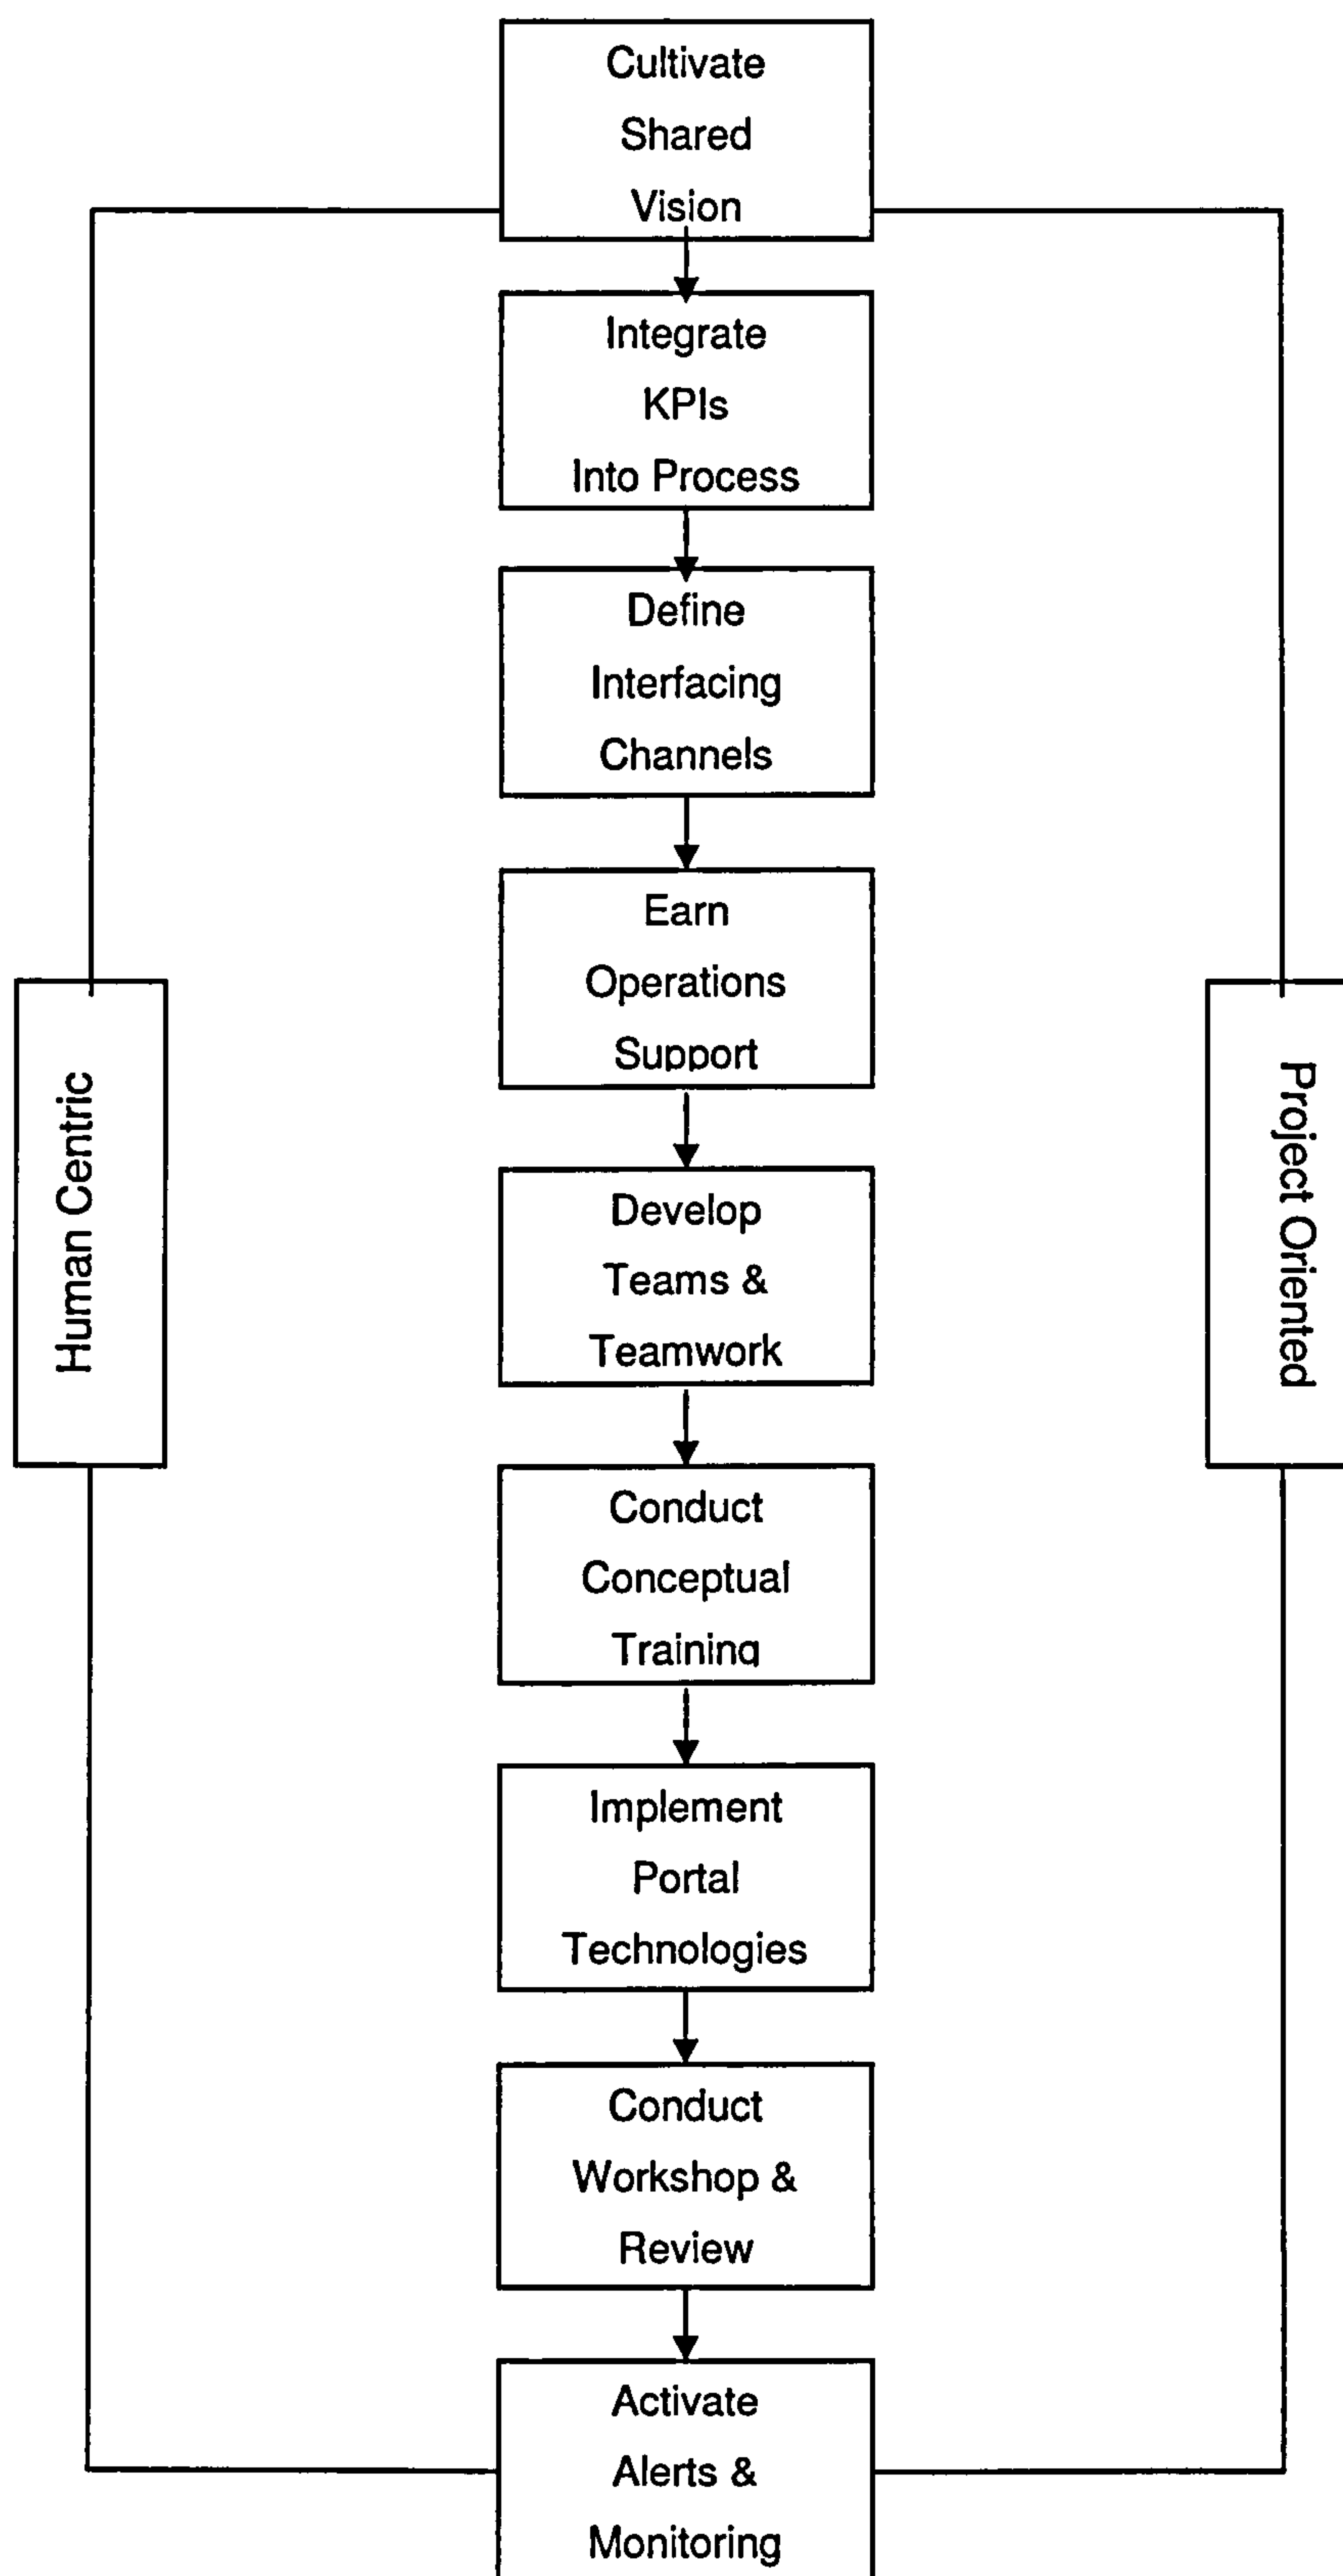 Cultivate
Shared
Vision
Integrate
KPIs
Into Process
Define
Interfacing
Channels
Earn
Operations
Support
Human Centric
Project Oriented
Develop
Teams &
Teamwork
Conduct
Conceptual
Training
Implement
Portal
Technologies
Conduct
Workshop &
Review
Activate
Alerts &
Monitoring